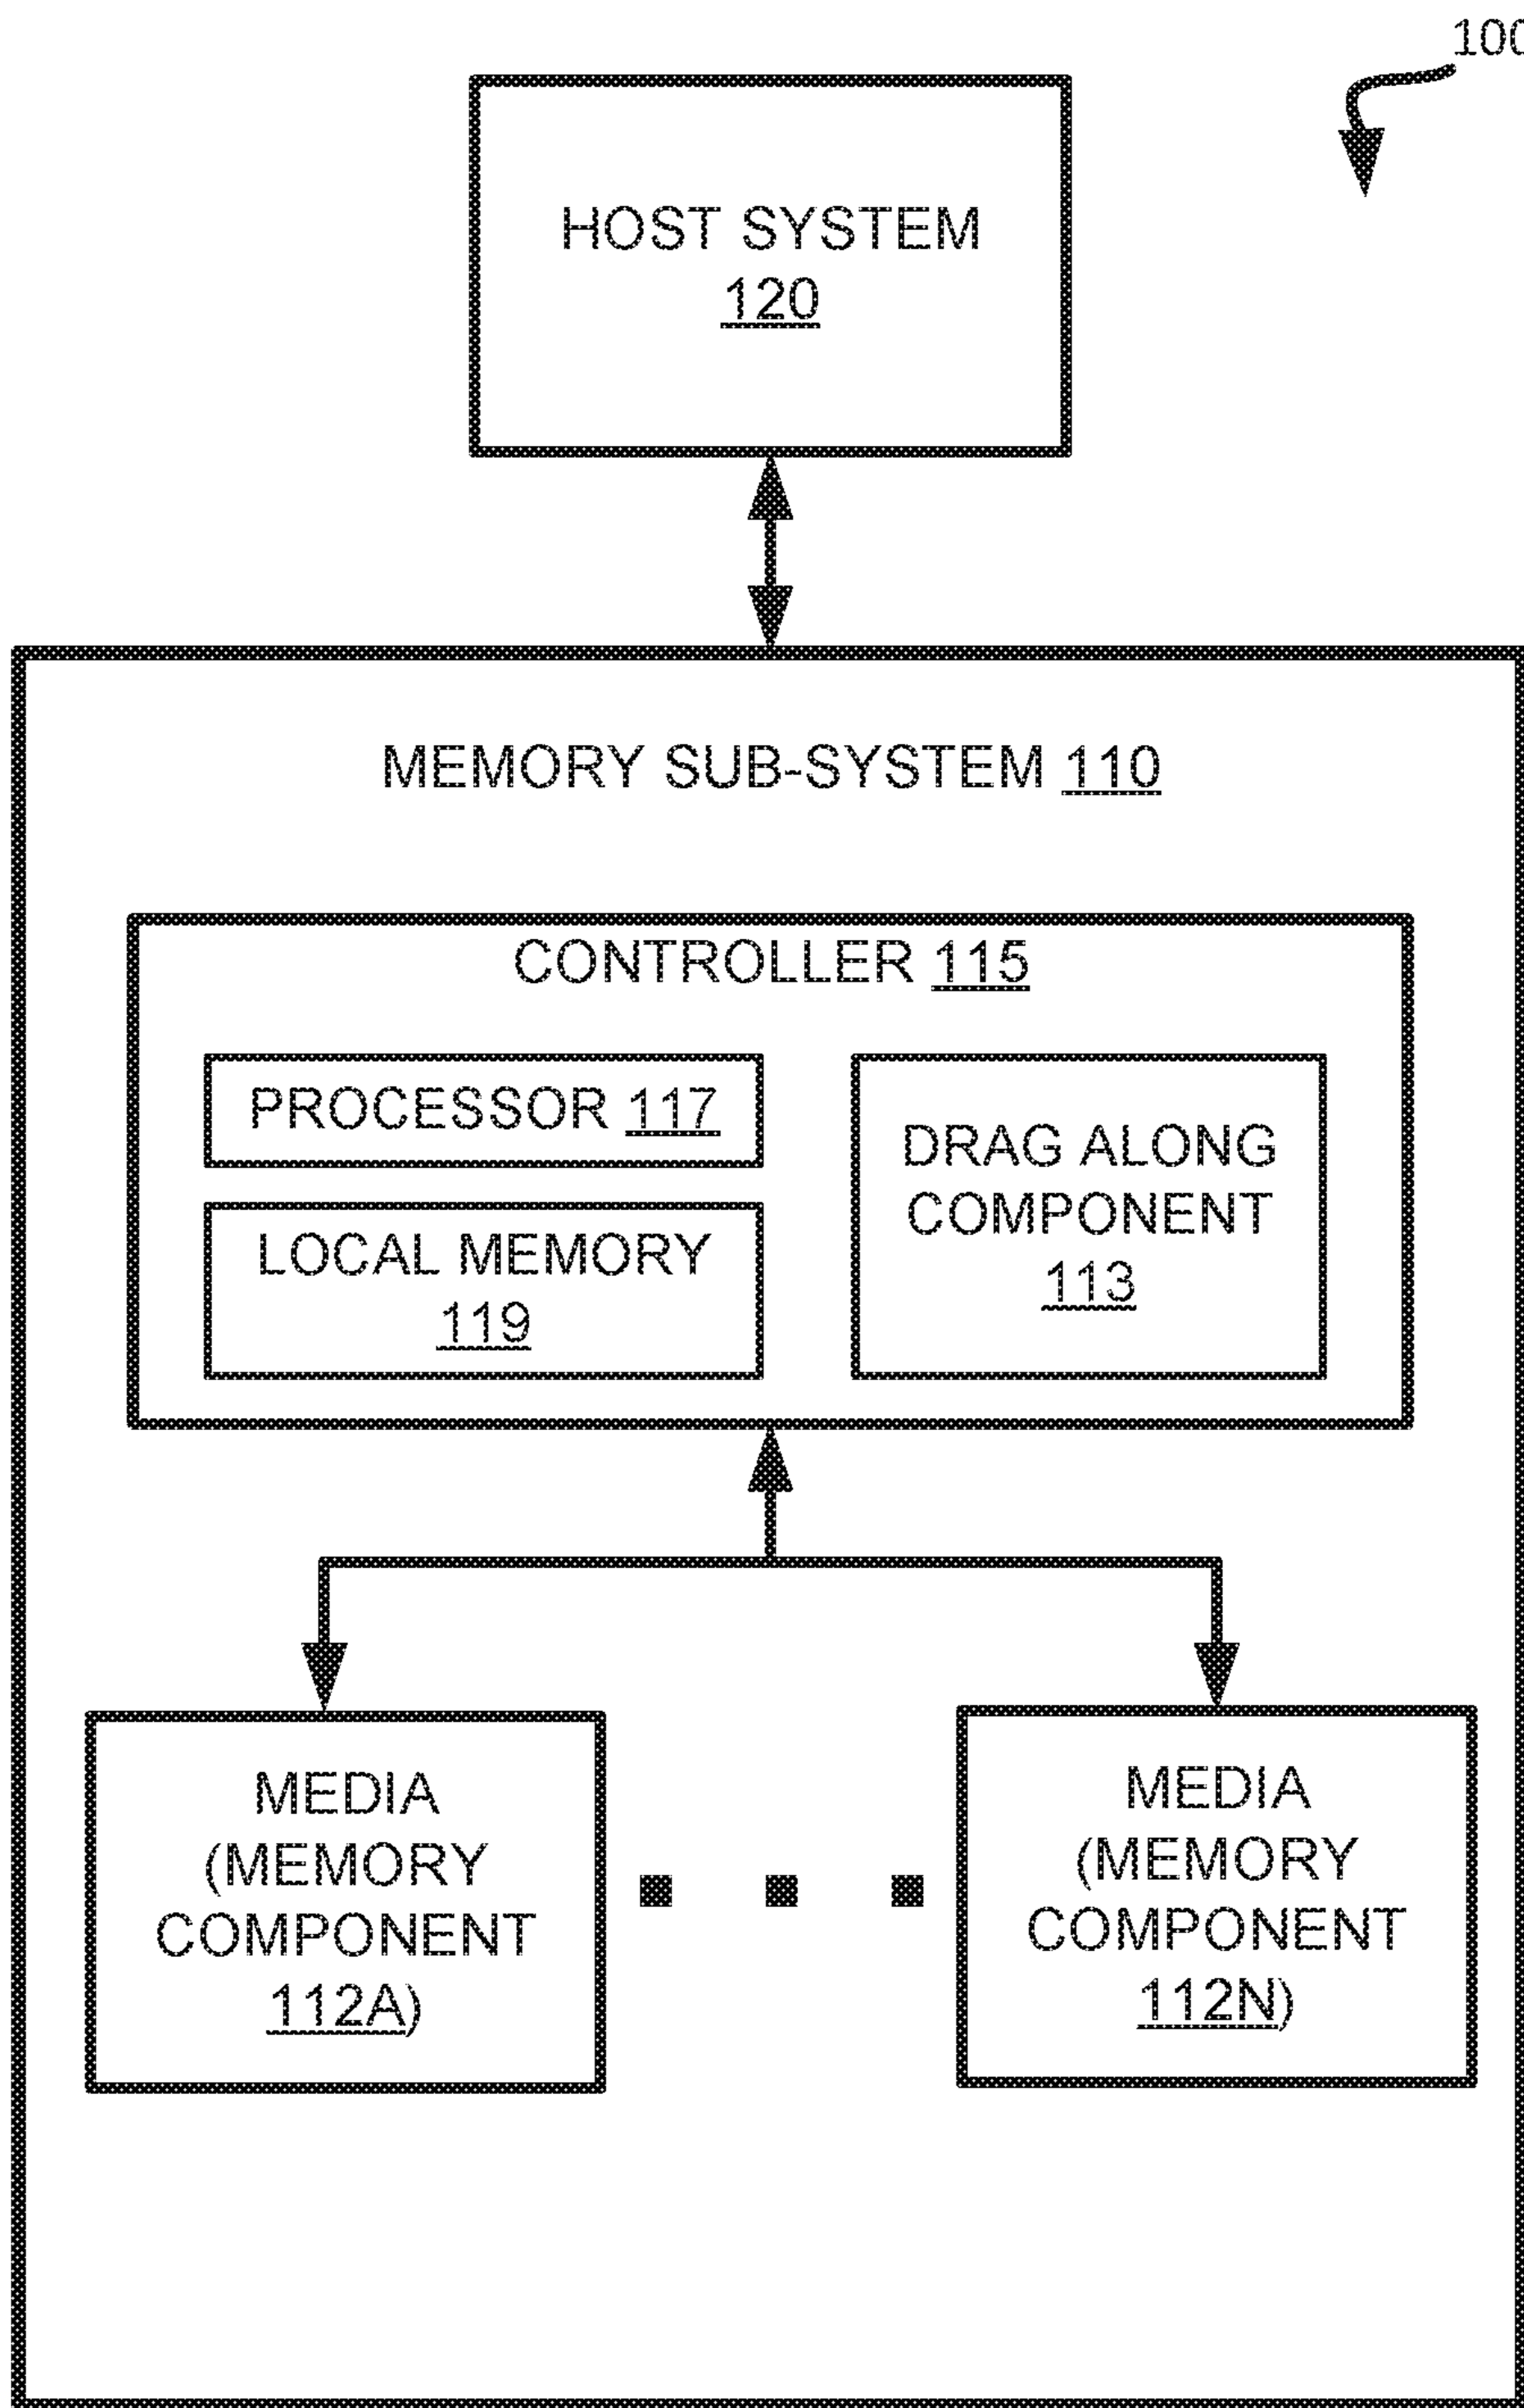 100
HOST SYSTEM
120
MEMORY SUB-SYSTEM 110
CONTROLLER 115
PROCESSOR 117
LOCAL MEMORY
119
DRAG ALONG
COMPONENT
113
MEDIA
(MEMORY
COMPONENT
112A)
MEDIA
(MEMORY
COMPONENT
112N)